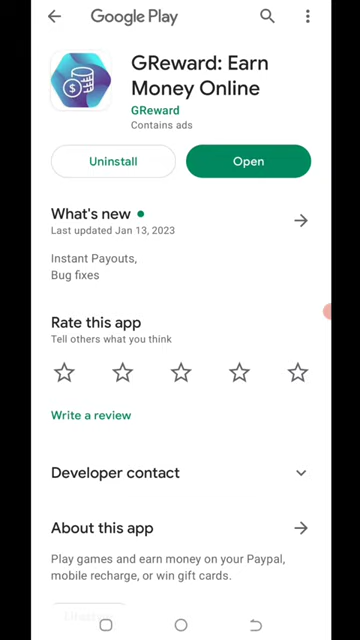 Google Play
GReward: Earn
Money Online
GReward
Contains ads
Uninstall
Open
What's new
Last updated Jan 13, 2023
Instant Payouts,
Bug fixes
Rate this app
Tell others what you think
Write a review
Developer contact
About this app
Play games and earn money on your Paypal,
mobile recharge, or win gift cards.